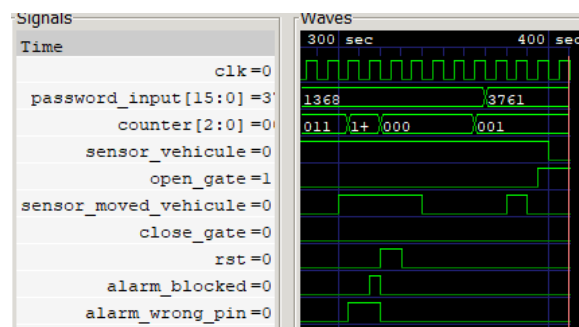 Signals
Waves
Time
300 sec 400 sec
clk=0
password_input[15:0]=3
1368 3761
counter[2:0]=0
011 1+ 000 001
sensor_vehicule=0
open_gate=1
sensor_moved_vehicule=0
close_gate=0
rst=0
alarm_blocked=0
alarm_wrong_pin=0